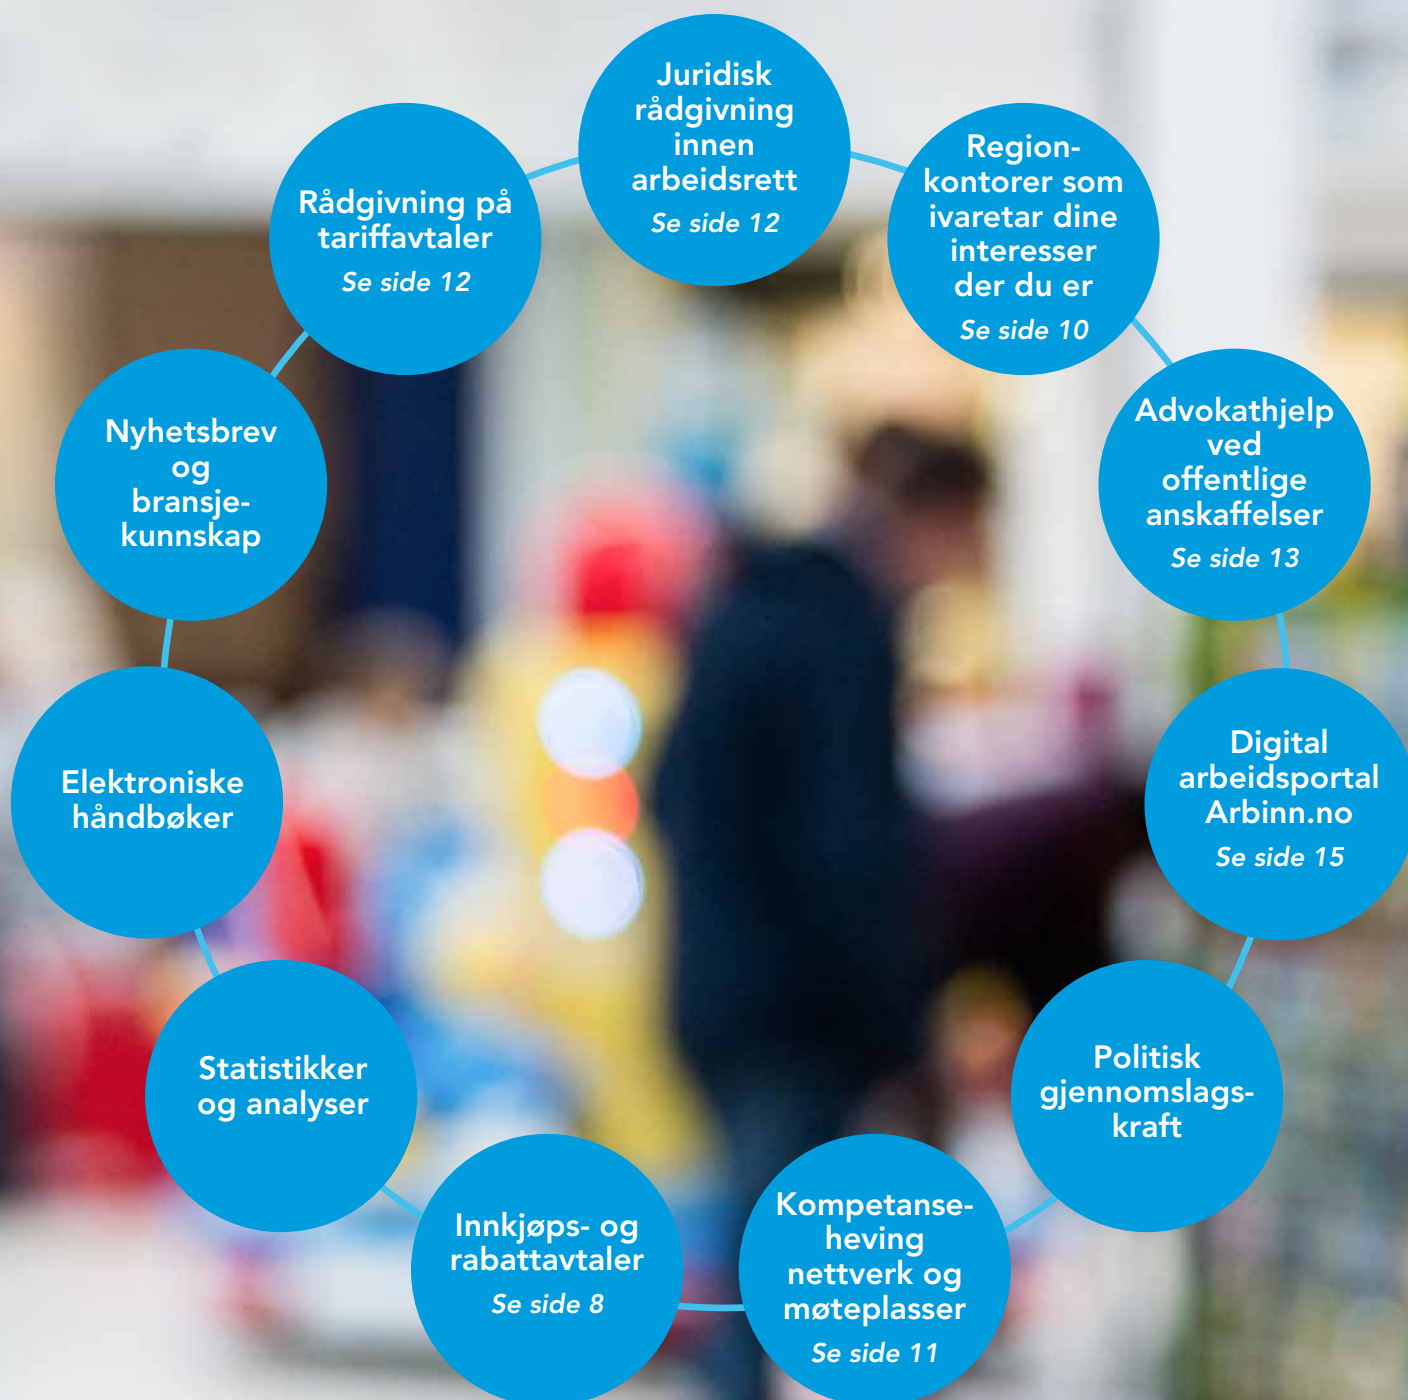 Juridisk
rådgivning
innen
arbeidsrett
Se side 12
Region-
kontorer som
ivaretar dine
interesser
der du er
Se side 10
Advokathjelp
ved
offentlige
anskaffelser
Se side 13
Digital
arbeidsportal
Arbinn.no
Se side 15
Politisk
gjennomslags-
kraft
Kompetanse-
heving
nettverk og
møteplasser
Se side 11
Innkjøps- og
rabattavtaler
Se side 8
Statistikker
og analyser
Elektroniske
håndbøker
Nyhetsbrev
og
bransje-
kunnskap
Rådgivning på
tariffavtaler
Se side 12